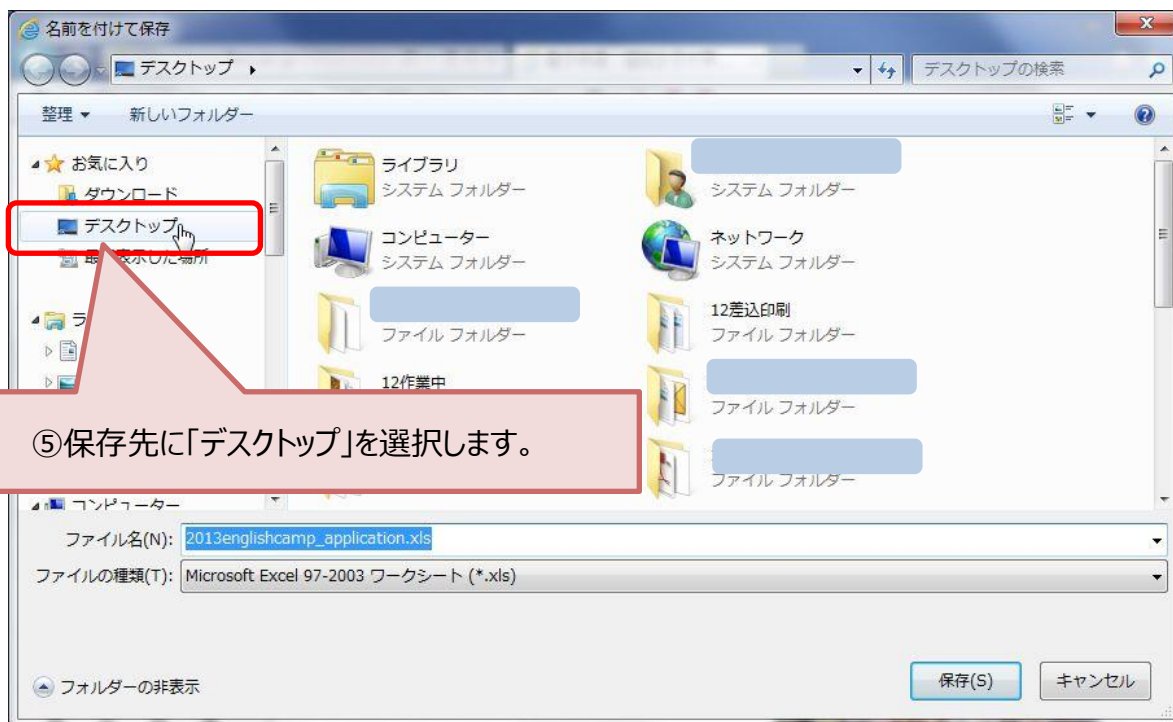 名前を付けて保存
デスクトップ
デスクトップの検索
整理
新しいフォルダー
お気に入り
ダウンロード
デスクトップ
ライブラリ
システム フォルダー
システム フォルダー
コンピューター
システム フォルダー
ネットワーク
システム フォルダー
ファイル フォルダー
12差込印刷
ファイル フォルダー
12作業中
ファイル フォルダー
ファイル フォルダー
⑤保存先に「デスクトップ」を選択します。
コンピューター
ファイル名(N): 2013englishcamp_application.xls
ファイルの種類(T): Microsoft Excel 97-2003 ワークシート (*.xls)
フォルダーの非表示
保存(S)
キャンセル